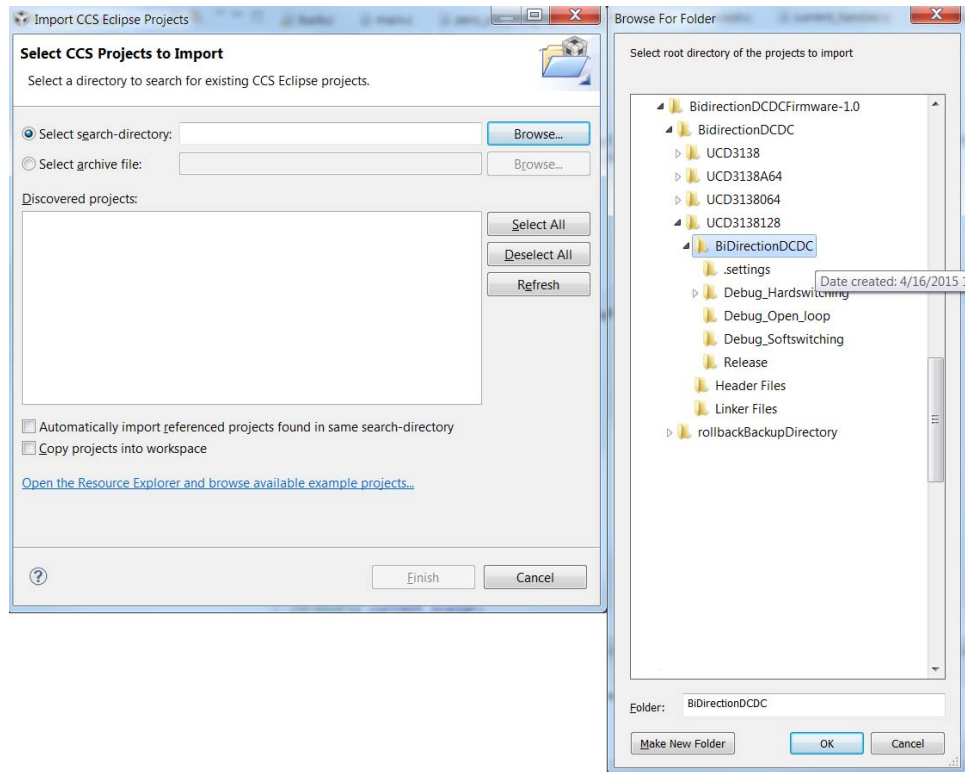 Import CCS Eclipse Projects
Select CCS Projects to Import
Select a directory to search for existing CCS Eclipse projects.
Select search-directory:
Browse...
Select archive file:
Browse...
Discovered projects:
Select All
Deselect All
Refresh
Automatically import referenced projects found in same search-directory
Copy projects into workspace
Open the Resource Explorer and browse available example projects...
Finish
Cancel
Browse For Folder
Select root directory of the projects to import
BidirectionDCDCFirmware-1.0
BidirectionDCDC
UCD3138
UCD3138A64
UCD3138064
UCD3138128
BiDirectionDCDC
.settings
Date created: 4/16/2015 1
Debug_Hardswitching
Debug_Open_loop
Debug_Softswitching
Release
Header Files
Linker Files
rollbackBackupDirectory
Folder:
BiDirectionDCDC
Make New Folder
OK
Cancel